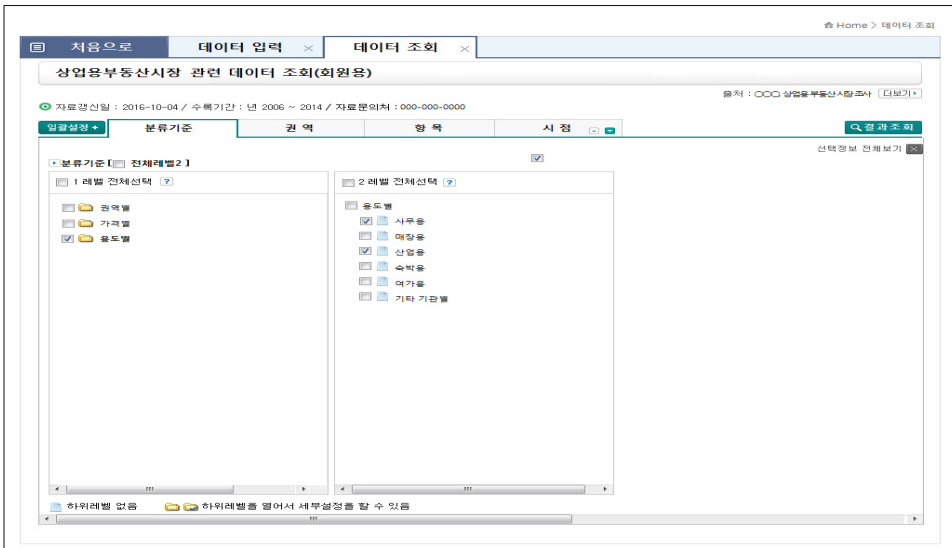 Home > 데이터 조회
처음으로 데이터 입력 × 데이터 조회 ×
상업용부동산시장 관련 데이터 조회(회원용)
출처 : ○○○ 상업용부동산시장조사 더보기
자료갱신일 : 2016-10-04 / 수록기간 : 년 2006 ~ 2014 / 자료문의처 : 000-000-0000
일괄설정 + 분류기준 권 역 항 목 시 점 결과조회
선택정보 전체보기
분류기준 [ 전체레벨2 ]
1 레벨 전체선택 ? 2 레벨 전체선택 ?
권역별
가격별
용도별
용도별
사무용
매장용
산업용
숙박용
여가용
기타 기관별
하위레벨 없음 하위레벨를 열어서 세부설정를 할 수 있음